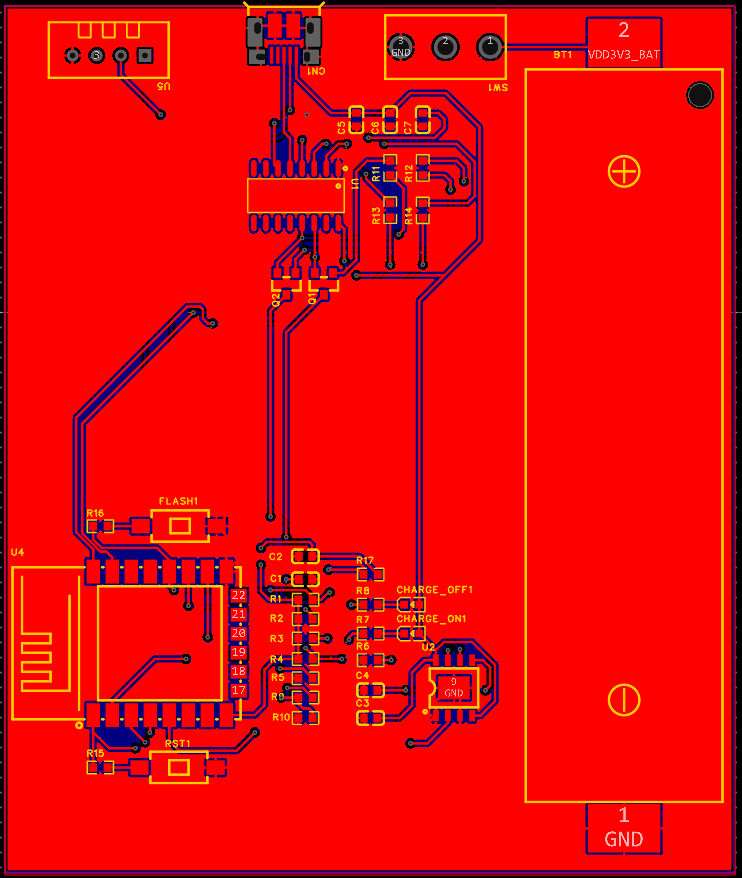 2
BT1
VDD3V3_BAT
3
GND
2
1
SW1
CN1
3
U5
C5
C6
C7
U1
R11
R12
R13
R14
Q2
Q1
FLASH1
R16
U4
C2
C1
R1
R2
R3
R4
R5
R10
R17
R8
CHARGE_OFF1
R7
CHARGE_ON1
R6
U2
C4
C3
9
GND
22
21
20
19
18
17
RST1
R15
1
GND